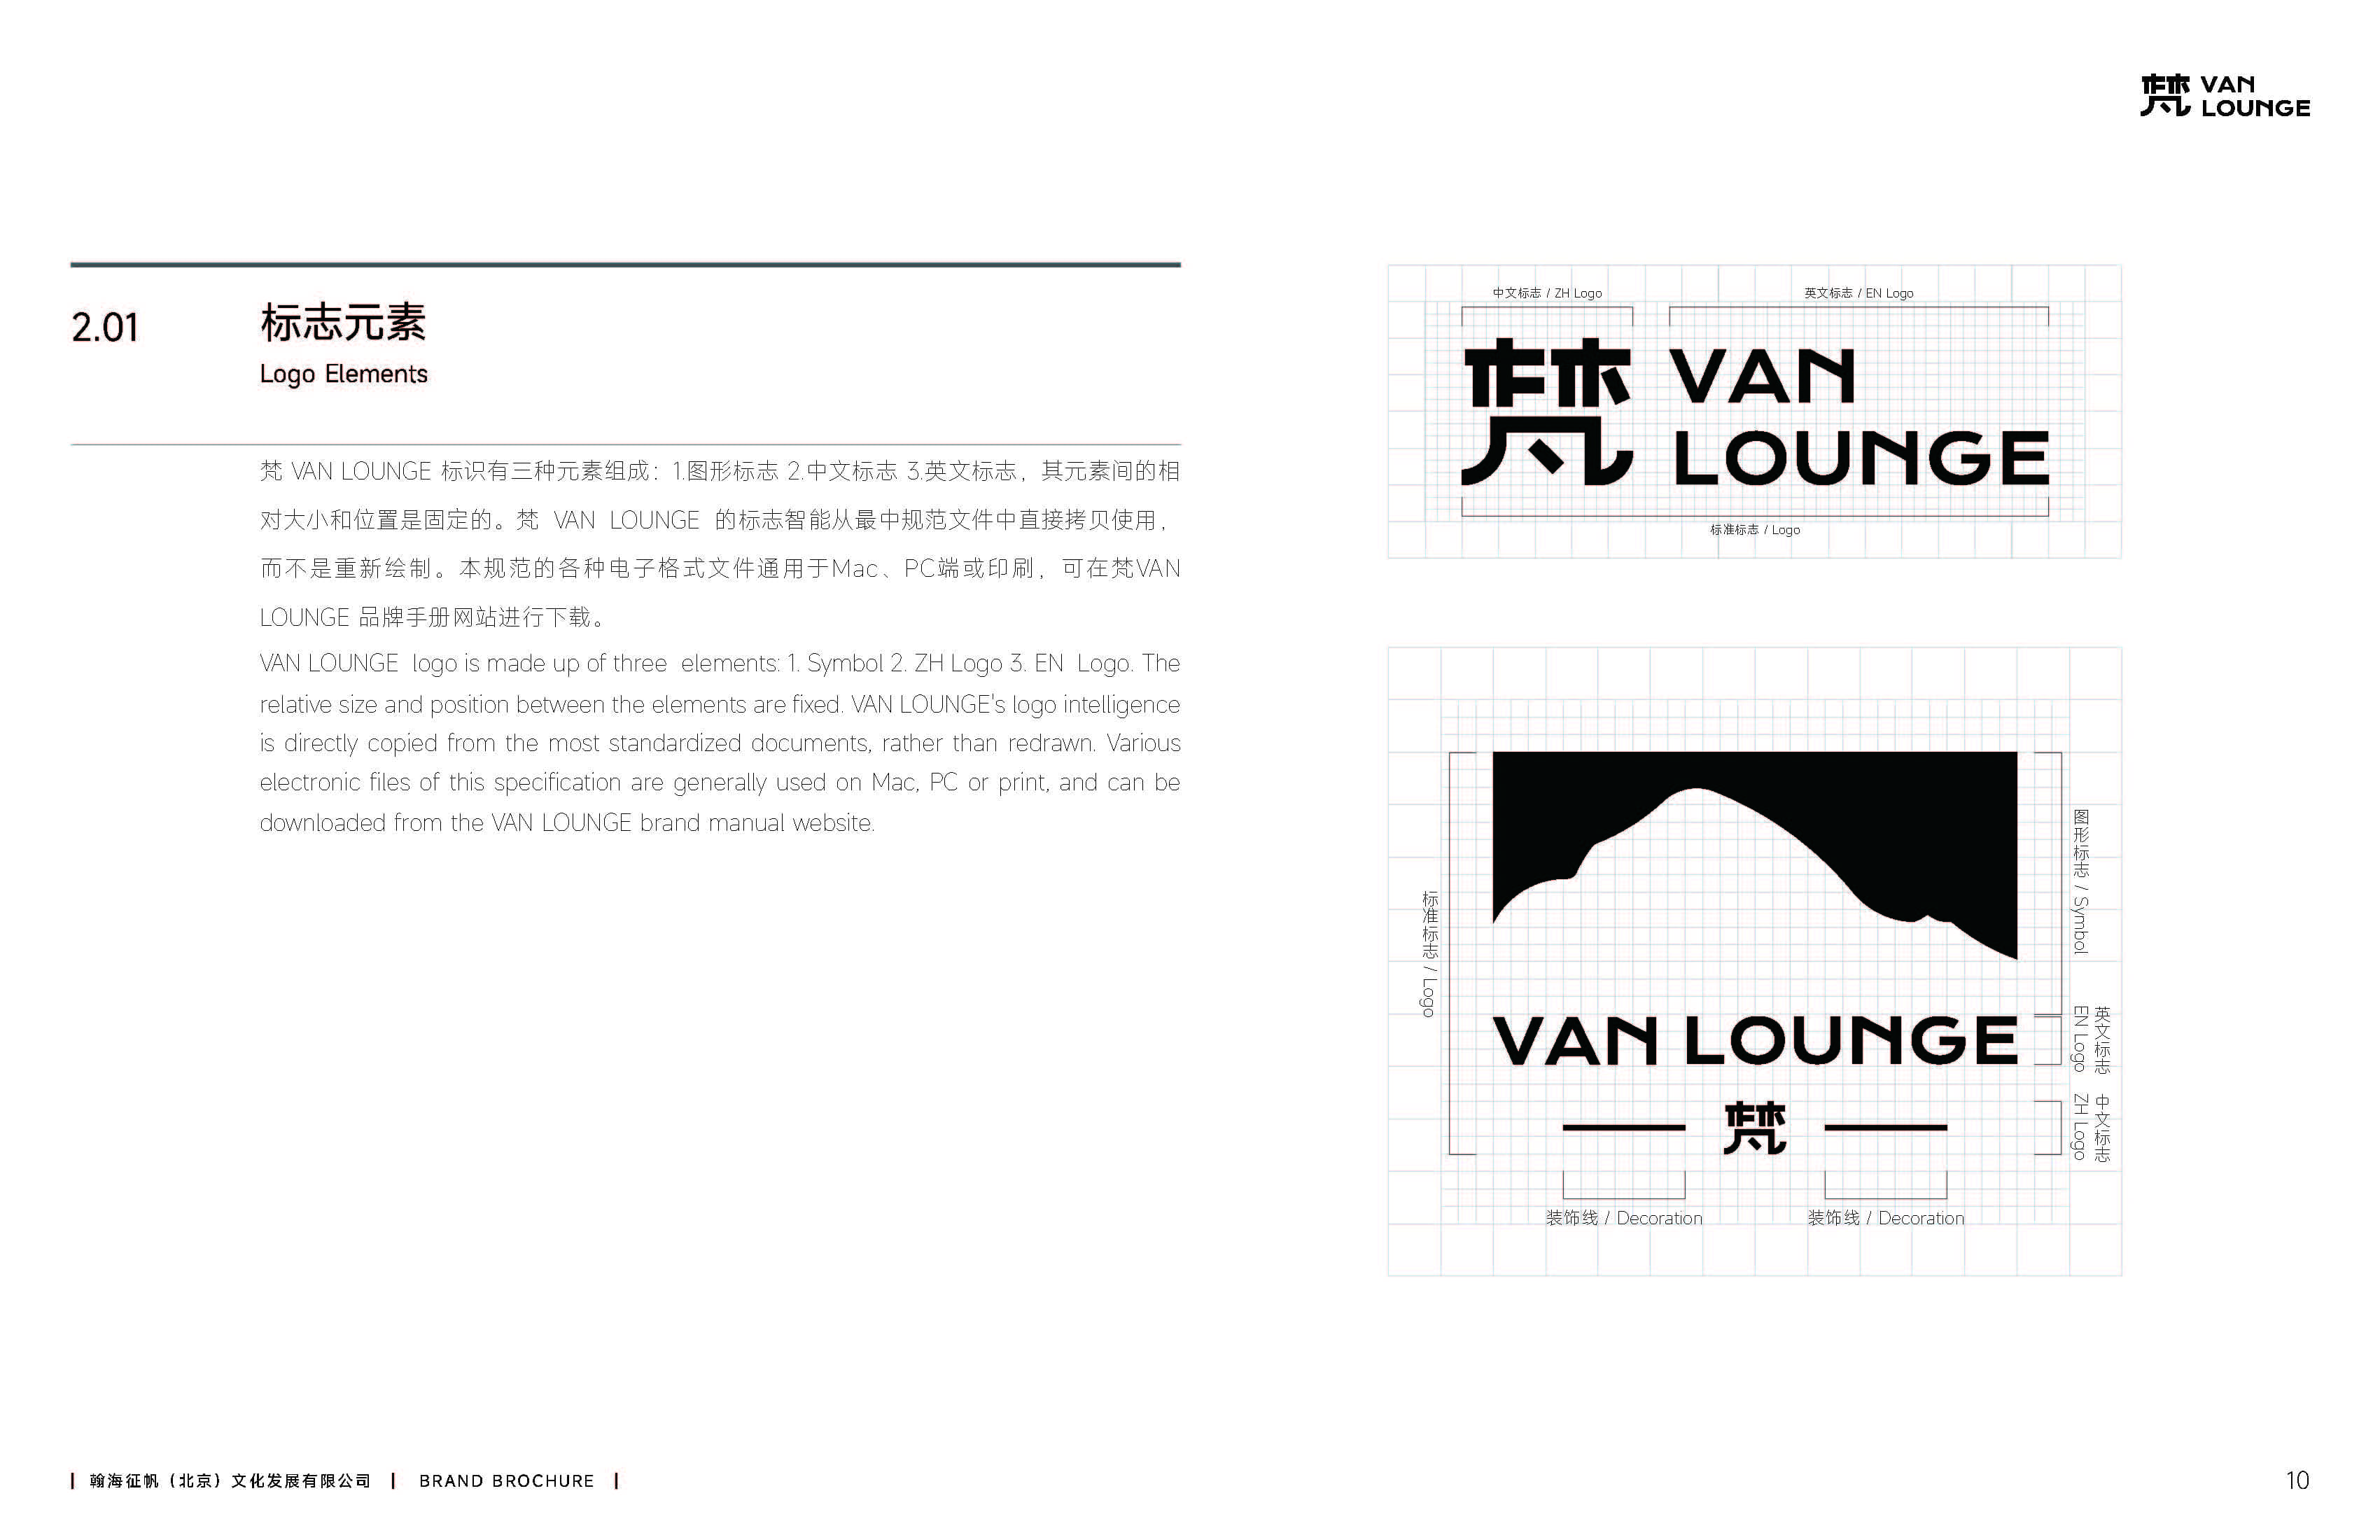 梵 VAN
LOUNGE
2.01
标志元素
Logo Elements
梵 VAN LOUNGE 标识有三种元素组成：1.图形标志 2.中文标志 3.英文标志，其元素间的相
对大小和位置是固定的。梵 VAN LOUNGE 的标志智能从最中规范文件中直接拷贝使用，
而不是重新绘制。本规范的各种电子格式文件通用于Mac、PC端或印刷，可在梵VAN
LOUNGE 品牌手册网站进行下载。
VAN LOUNGE logo is made up of three elements: 1. Symbol 2. ZH Logo 3. EN Logo. The
relative size and position between the elements are fixed. VAN LOUNGE's logo intelligence
is directly copied from the most standardized documents, rather than redrawn. Various
electronic files of this specification are generally used on Mac, PC or print, and can be
downloaded from the VAN LOUNGE brand manual website.
中文标志 / ZH Logo
英文标志 / EN Logo
梵 VAN
LOUNGE
标准标志 / Logo
标准标志 / Logo
图形标志 / Symbol
VAN LOUNGE
英文标志
EN Logo
梵
中文标志
ZH Logo
装饰线 / Decoration
装饰线 / Decoration
| 翰海征帆（北京）文化发展有限公司 | BRAND BROCHURE |
10